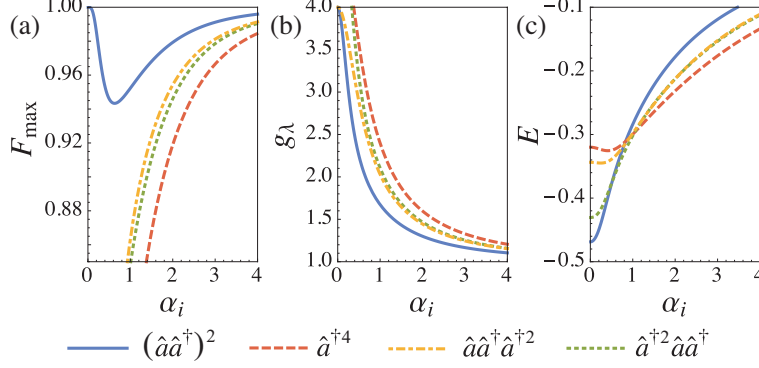 (a)
1.00
0.96
0.92
0.88
F_max
0
1
2
3
4
α_i
(b)
4.0
3.5
3.0
2.5
2.0
1.5
1.0
g_λ
0
1
2
3
4
α_i
(c)
−0.1
−0.2
−0.3
−0.4
−0.5
E
0
1
2
3
4
α_i
(ââ†)²
â†⁴
ââ†â†²
â†²ââ†